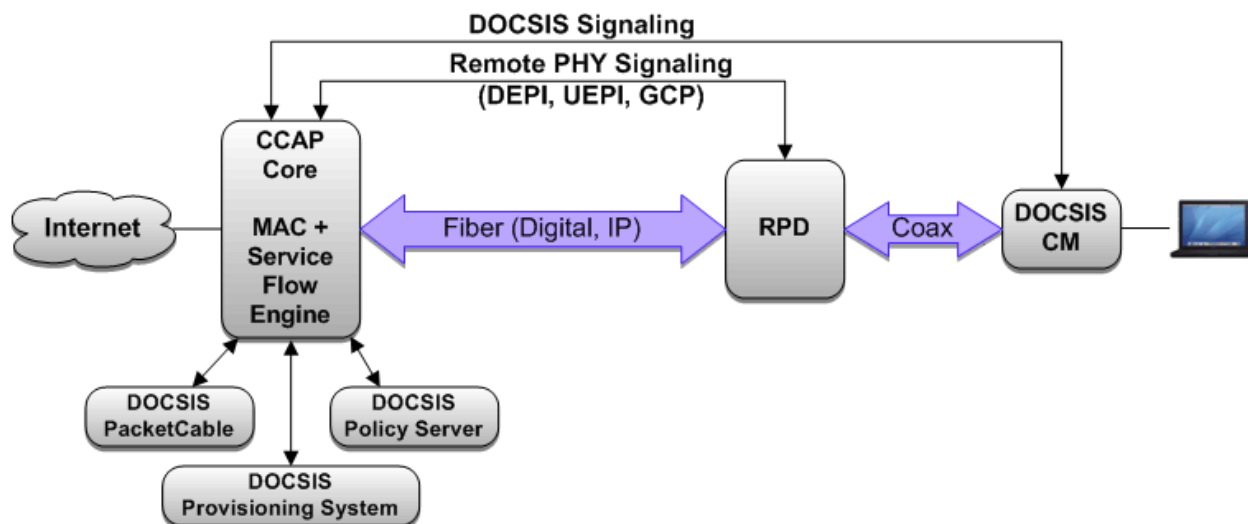 DOCSIS Signaling
Remote PHY Signaling
(DEPI, UEPI, GCP)
CCAP
Core
MAC +
Service
Flow
Engine
Internet
Fiber (Digital, IP)
RPD
Coax
DOCSIS
CM
DOCSIS
PacketCable
DOCSIS
Policy Server
DOCSIS
Provisioning System